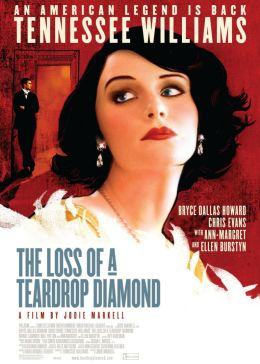 AN AMERICAN LEGEND IS BACK
TENNESSEE WILLIAMS
BRYCE DALLAS HOWARD
CHRIS EVANS
WITH
ANN-MARGRET
AND
ELLEN BURSTYN
THE LOSS OF A
TEARDROP DIAMOND
A FILM BY JODIE MARKELL